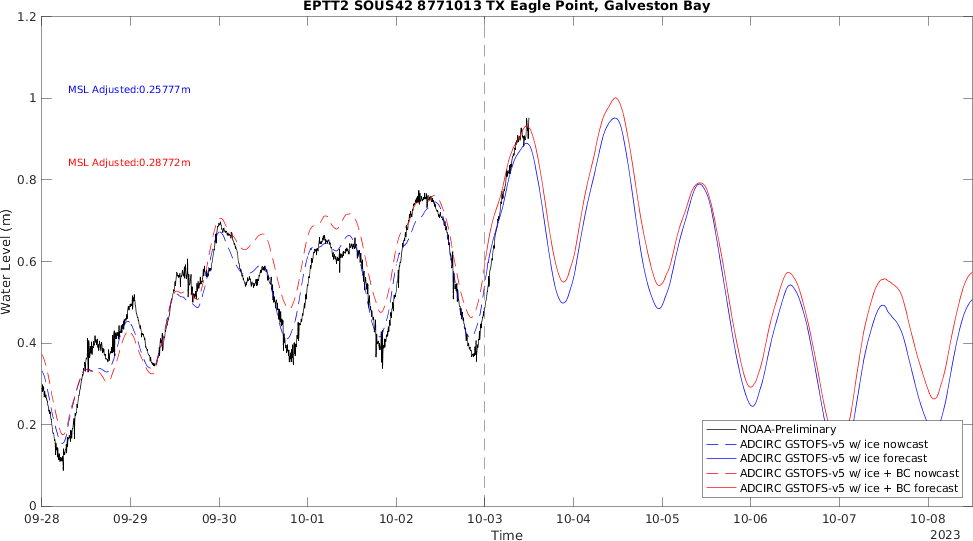 EPTT2 SOUS42 8771013 TX Eagle Point, Galveston Bay
1.2
1
0.8
0.6
0.4
0.2
0
Water Level (m)
MSL Adjusted:0.25777m
MSL Adjusted:0.28772m
NOAA-Preliminary
ADCIRC GSTOFS-v5 w/ ice nowcast
ADCIRC GSTOFS-v5 w/ ice forecast
ADCIRC GSTOFS-v5 w/ ice + BC nowcast
ADCIRC GSTOFS-v5 w/ ice + BC forecast
09-28 09-29 09-30 10-01 10-02 10-03 10-04 10-05 10-06 10-07 10-08
Time
2023